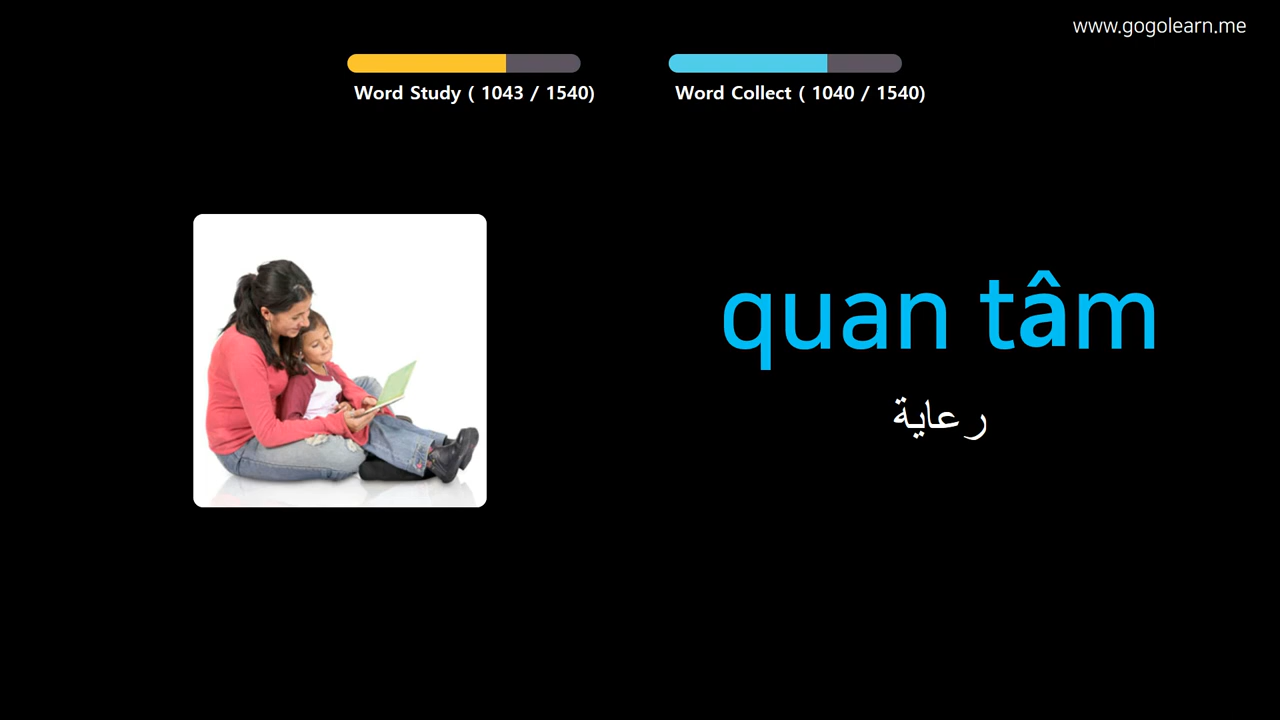 www.gogolearn.me
Word Study ( 1043 / 1540)
Word Collect ( 1040 / 1540)
quan tâm
رعاية